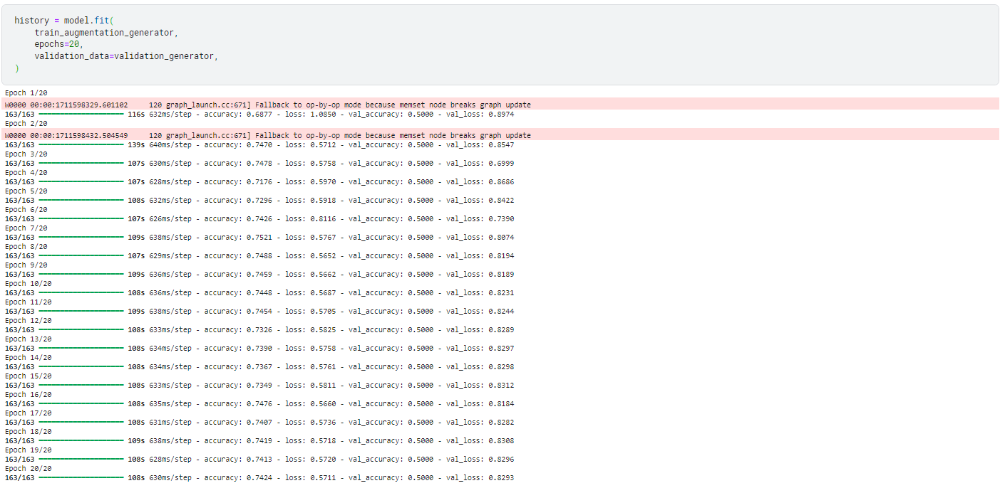 history = model.fit(
    train_augmentation_generator,
    epochs=20,
    validation_data=validation_generator,
)
Epoch 1/20
W0000 00:00:1711598329.601102     120 graph_launch.cc:671] Fallback to op-by-op mode because memset node breaks graph update
163/163 ━━━━━━━━━━━━━━━━━━━━ 116s 632ms/step - accuracy: 0.6877 - loss: 1.0850 - val_accuracy: 0.5000 - val_loss: 0.8974
Epoch 2/20
W0000 00:00:1711598432.504549     120 graph_launch.cc:671] Fallback to op-by-op mode because memset node breaks graph update
163/163 ━━━━━━━━━━━━━━━━━━━━ 139s 640ms/step - accuracy: 0.7470 - loss: 0.5712 - val_accuracy: 0.5000 - val_loss: 0.8547
Epoch 3/20
163/163 ━━━━━━━━━━━━━━━━━━━━ 107s 630ms/step - accuracy: 0.7478 - loss: 0.5758 - val_accuracy: 0.5000 - val_loss: 0.6999
Epoch 4/20
163/163 ━━━━━━━━━━━━━━━━━━━━ 107s 628ms/step - accuracy: 0.7176 - loss: 0.5970 - val_accuracy: 0.5000 - val_loss: 0.8686
Epoch 5/20
163/163 ━━━━━━━━━━━━━━━━━━━━ 108s 632ms/step - accuracy: 0.7296 - loss: 0.5918 - val_accuracy: 0.5000 - val_loss: 0.8422
Epoch 6/20
163/163 ━━━━━━━━━━━━━━━━━━━━ 107s 626ms/step - accuracy: 0.7426 - loss: 0.8116 - val_accuracy: 0.5000 - val_loss: 0.7390
Epoch 7/20
163/163 ━━━━━━━━━━━━━━━━━━━━ 109s 638ms/step - accuracy: 0.7521 - loss: 0.5767 - val_accuracy: 0.5000 - val_loss: 0.8074
Epoch 8/20
163/163 ━━━━━━━━━━━━━━━━━━━━ 107s 629ms/step - accuracy: 0.7488 - loss: 0.5652 - val_accuracy: 0.5000 - val_loss: 0.8194
Epoch 9/20
163/163 ━━━━━━━━━━━━━━━━━━━━ 109s 636ms/step - accuracy: 0.7459 - loss: 0.5662 - val_accuracy: 0.5000 - val_loss: 0.8189
Epoch 10/20
163/163 ━━━━━━━━━━━━━━━━━━━━ 108s 636ms/step - accuracy: 0.7448 - loss: 0.5687 - val_accuracy: 0.5000 - val_loss: 0.8231
Epoch 11/20
163/163 ━━━━━━━━━━━━━━━━━━━━ 109s 638ms/step - accuracy: 0.7454 - loss: 0.5705 - val_accuracy: 0.5000 - val_loss: 0.8244
Epoch 12/20
163/163 ━━━━━━━━━━━━━━━━━━━━ 108s 633ms/step - accuracy: 0.7326 - loss: 0.5825 - val_accuracy: 0.5000 - val_loss: 0.8289
Epoch 13/20
163/163 ━━━━━━━━━━━━━━━━━━━━ 108s 634ms/step - accuracy: 0.7390 - loss: 0.5758 - val_accuracy: 0.5000 - val_loss: 0.8297
Epoch 14/20
163/163 ━━━━━━━━━━━━━━━━━━━━ 108s 634ms/step - accuracy: 0.7367 - loss: 0.5761 - val_accuracy: 0.5000 - val_loss: 0.8298
Epoch 15/20
163/163 ━━━━━━━━━━━━━━━━━━━━ 108s 633ms/step - accuracy: 0.7349 - loss: 0.5811 - val_accuracy: 0.5000 - val_loss: 0.8312
Epoch 16/20
163/163 ━━━━━━━━━━━━━━━━━━━━ 108s 635ms/step - accuracy: 0.7476 - loss: 0.5660 - val_accuracy: 0.5000 - val_loss: 0.8184
Epoch 17/20
163/163 ━━━━━━━━━━━━━━━━━━━━ 108s 631ms/step - accuracy: 0.7407 - loss: 0.5736 - val_accuracy: 0.5000 - val_loss: 0.8282
Epoch 18/20
163/163 ━━━━━━━━━━━━━━━━━━━━ 109s 638ms/step - accuracy: 0.7419 - loss: 0.5718 - val_accuracy: 0.5000 - val_loss: 0.8308
Epoch 19/20
163/163 ━━━━━━━━━━━━━━━━━━━━ 108s 628ms/step - accuracy: 0.7413 - loss: 0.5720 - val_accuracy: 0.5000 - val_loss: 0.8296
Epoch 20/20
163/163 ━━━━━━━━━━━━━━━━━━━━ 108s 630ms/step - accuracy: 0.7424 - loss: 0.5711 - val_accuracy: 0.5000 - val_loss: 0.8293